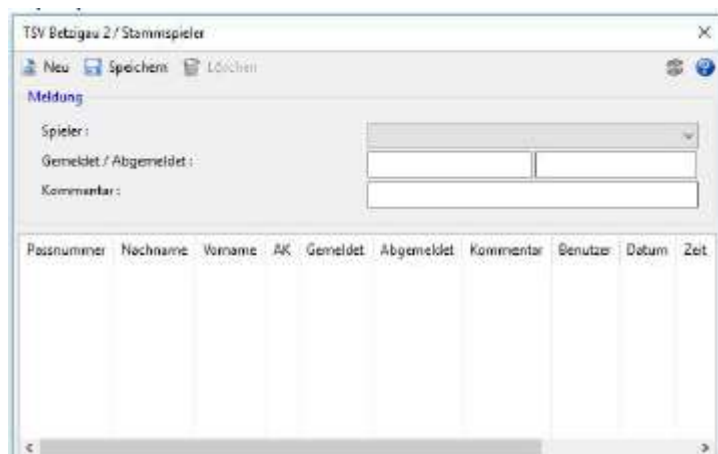 TSV Betzigau 2 / Stammspieler
Neu Speichern Löschen
Meldung
Spieler :
Gemeldet / Abgemeldet :
Kommentar :
Passnummer Nachname Vorname AK Gemeldet Abgemeldet Kommentar Benutzer Datum Zeit